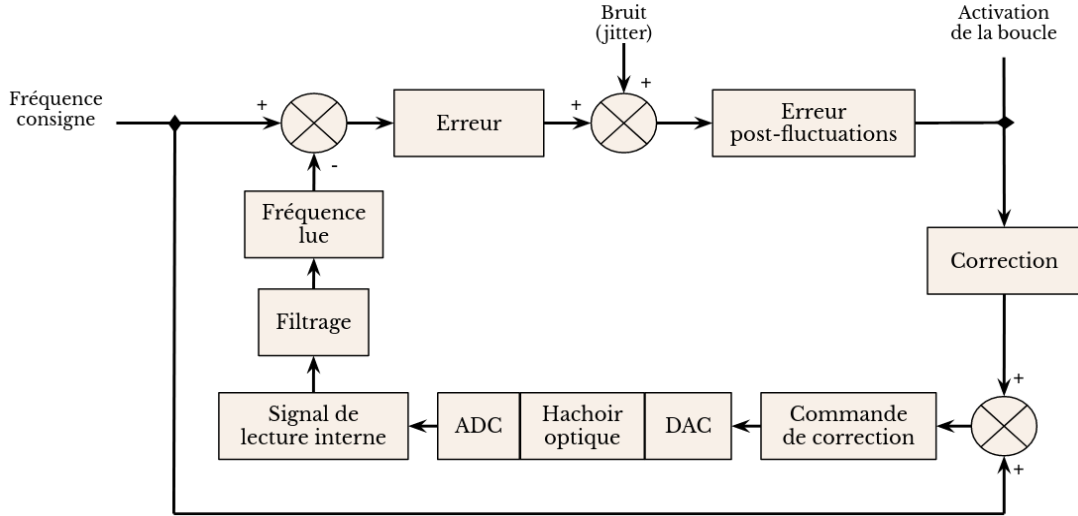 Bruit
(jitter)
Activation
de la boucle
Fréquence
consigne
+
Erreur
+
+
Erreur
post-fluctuations
-
Fréquence
lue
Correction
Filtrage
+
Signal de
lecture interne
ADC
Hachoir
optique
DAC
Commande
de correction
+